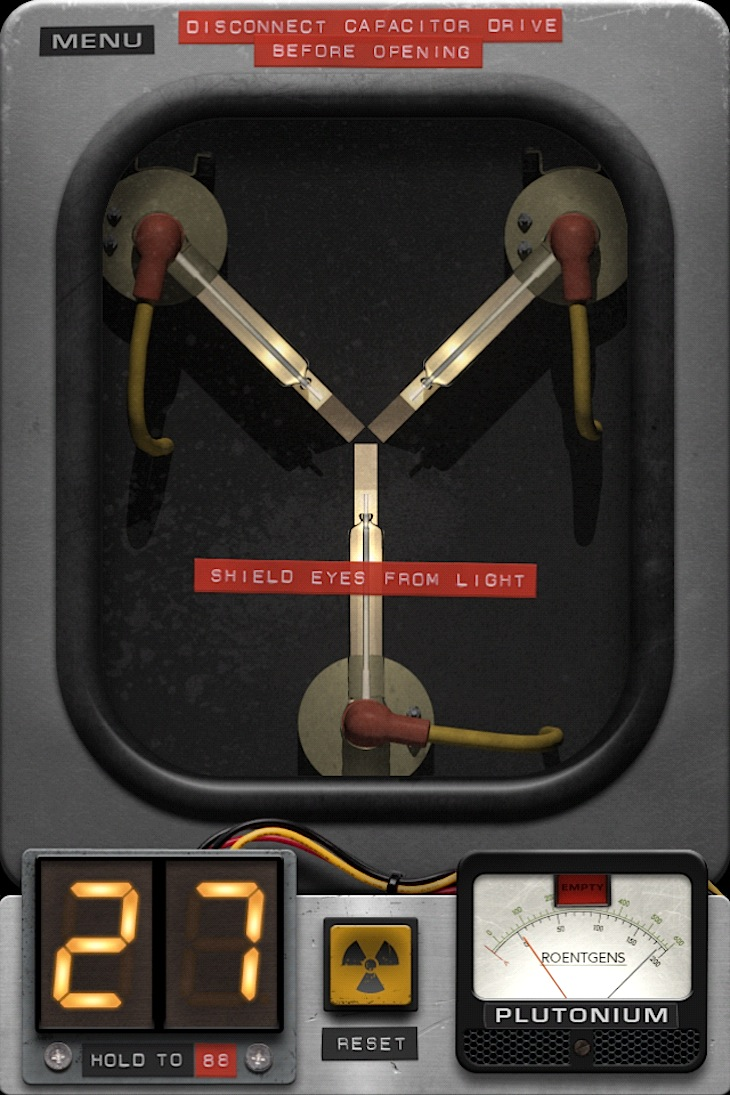 MENU
DISCONNECT CAPACITOR DRIVE
BEFORE OPENING
SHIELD EYES FROM LIGHT
27
HOLD TO 88
RESET
EMPTY
ROENTGENS
PLUTONIUM